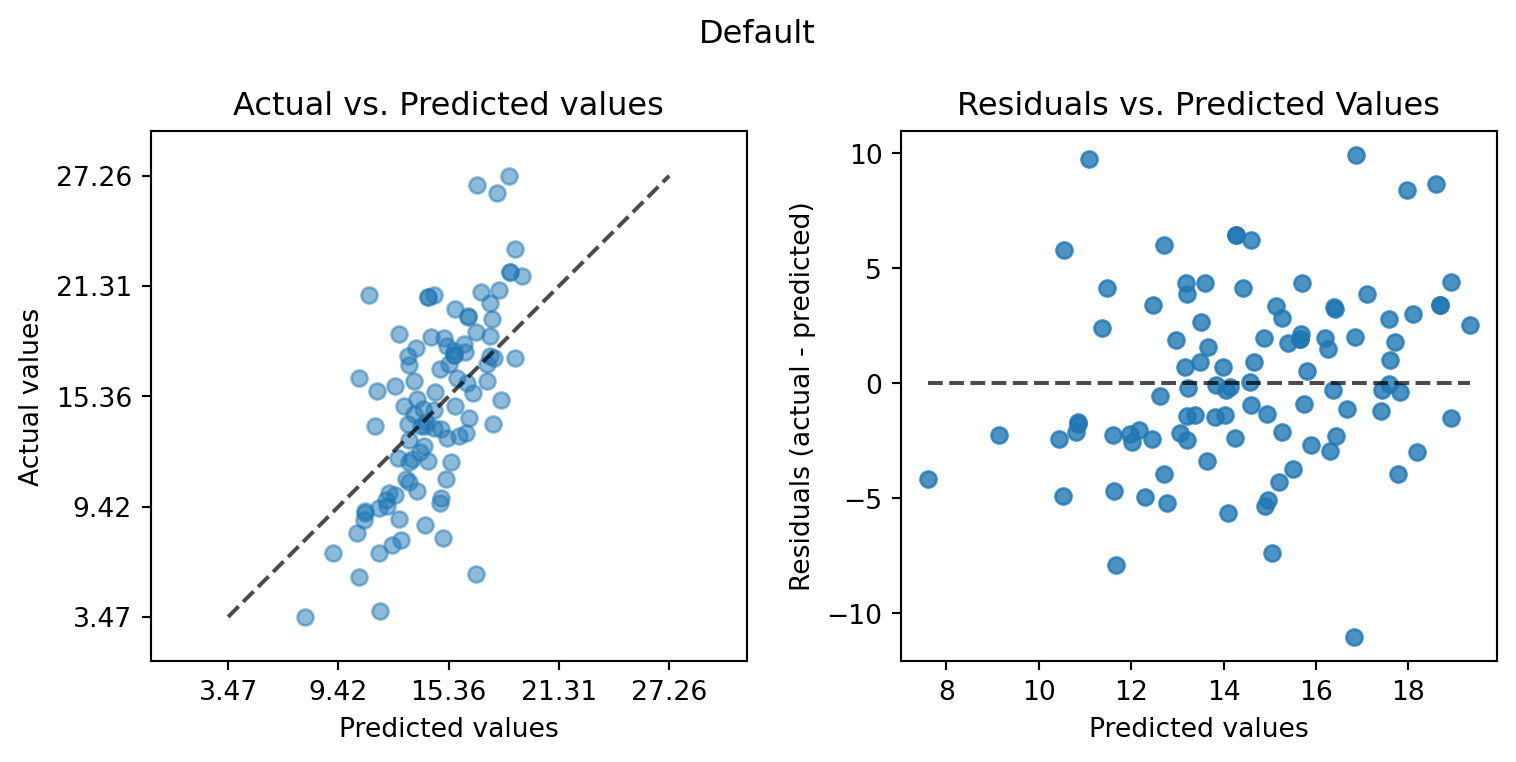 Default
Actual vs. Predicted values
Actual values
27.26
21.31
15.36
9.42
3.47
3.47 9.42 15.36 21.31 27.26
Predicted values
Residuals vs. Predicted Values
Residuals (actual - predicted)
10
5
0
−5
−10
8 10 12 14 16 18
Predicted values